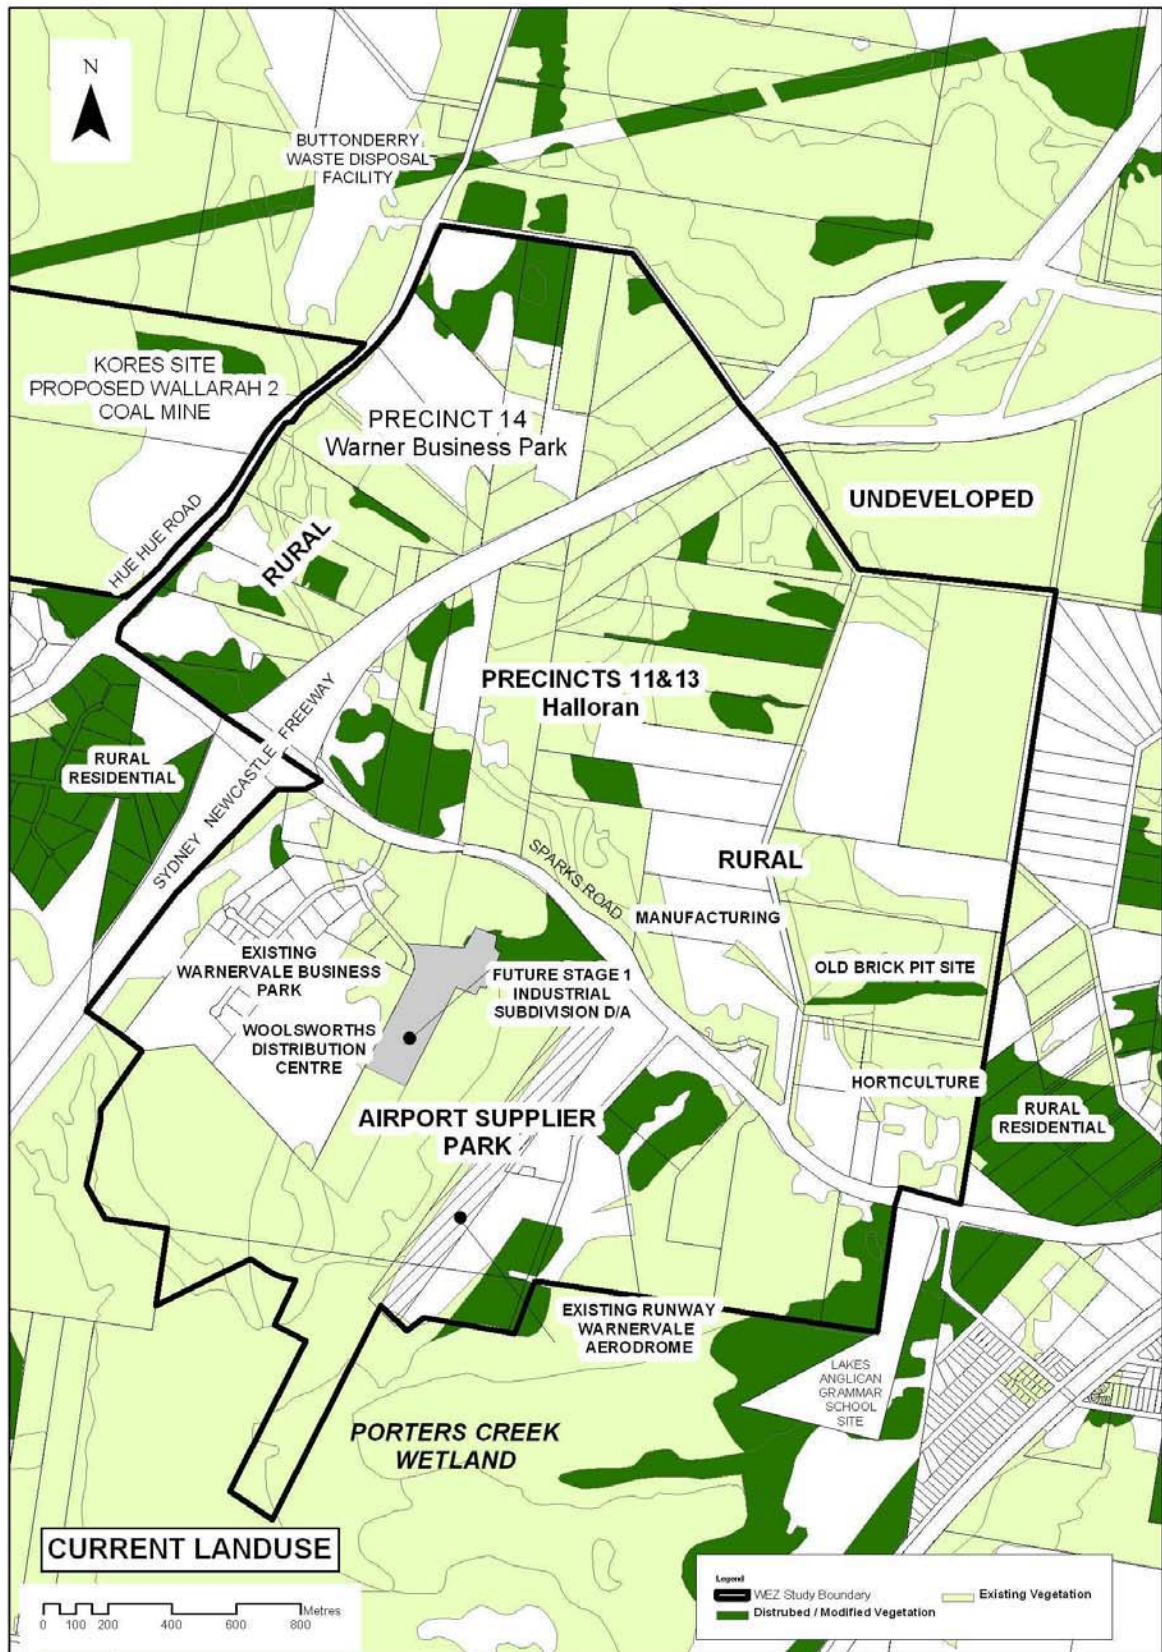 N
BUTTONDERRY
WASTE DISPOSAL
FACILITY
KORES SITE
PROPOSED WALLARAH 2
COAL MINE
PRECINCT 14
Warner Business Park
HUE HUE ROAD
RURAL
UNDEVELOPED
PRECINCTS 11&13
Halloran
SYDNEY NEWCASTLE FREEWAY
RURAL
RESIDENTIAL
SPARKS ROAD
RURAL
MANUFACTURING
EXISTING
WARNERVALE BUSINESS
PARK
OLD BRICK PIT SITE
FUTURE STAGE 1
INDUSTRIAL
SUBDIVISION D/A
WOOLSWORTHS
DISTRIBUTION
CENTRE
HORTICULTURE
RURAL
RESIDENTIAL
AIRPORT SUPPLIER
PARK
EXISTING RUNWAY
WARNERVALE
AERODROME
LAKES
ANGLICAN
GRAMMAR
SCHOOL
SITE
PORTERS CREEK
WETLAND
CURRENT LANDUSE
Metres
0 100 200 400 600 800
Legend
WEZ Study Boundary
Existing Vegetation
Distrubed / Modified Vegetation